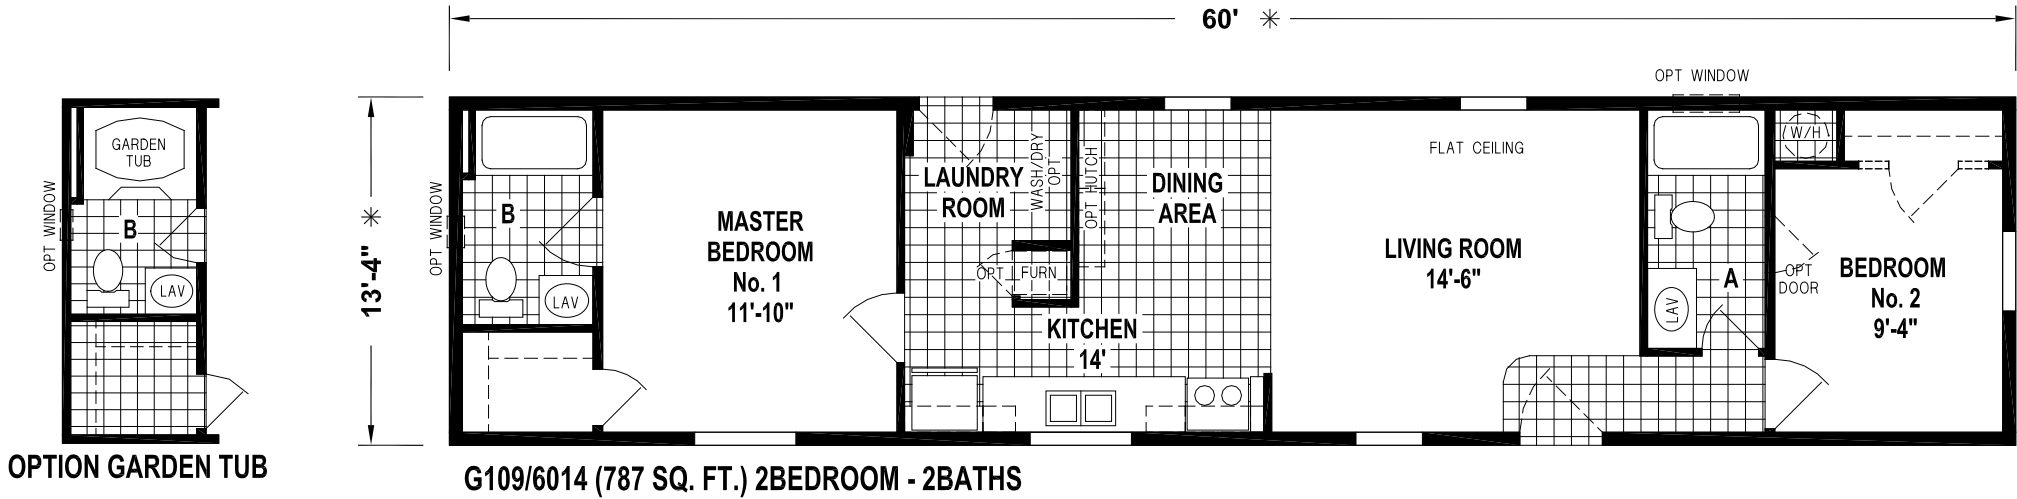 60' ✳
OPT WINDOW
13'-4" ✳
GARDEN
TUB
OPT WINDOW
B
LAV
OPTION GARDEN TUB
OPT WINDOW
B
LAV
MASTER
BEDROOM
No. 1
11'-10"
LAUNDRY
ROOM
WASH/DRY
OPT
OPT HUTCH
OPT FURN
DINING
AREA
KITCHEN
14'
FLAT CEILING
LIVING ROOM
14'-6"
A
LAV
W/H
OPT
DOOR
BEDROOM
No. 2
9'-4"
G109/6014 (787 SQ. FT.) 2BEDROOM - 2BATHS